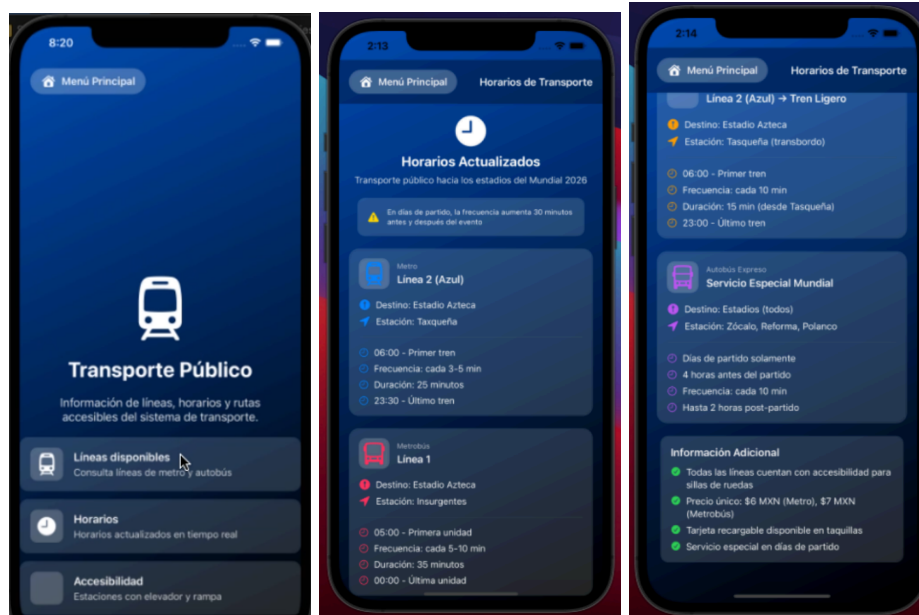 8:20
Menú Principal
Transporte Público
Información de líneas, horarios y rutas
accesibles del sistema de transporte.
Líneas disponibles
Consulta líneas de metro y autobús
Horarios
Horarios actualizados en tiempo real
Accesibilidad
Estaciones con elevador y rampa
2:13
Menú Principal
Horarios de Transporte
Horarios Actualizados
Transporte público hacia los estadios del Mundial 2026
En días de partido, la frecuencia aumenta 30 minutos
antes y después del evento
Metro
Línea 2 (Azul)
Destino: Estadio Azteca
Estación: Taxqueña
06:00 - Primer tren
Frecuencia: cada 3-5 min
Duración: 25 minutos
23:30 - Último tren
Metrobús
Línea 1
Destino: Estadio Azteca
Estación: Insurgentes
05:00 - Primera unidad
Frecuencia: cada 5-10 min
Duración: 35 minutos
00:00 - Última unidad
2:14
Menú Principal
Horarios de Transporte
Línea 2 (Azul) → Tren Ligero
Destino: Estadio Azteca
Estación: Tasqueña (transbordo)
06:00 - Primer tren
Frecuencia: cada 10 min
Duración: 15 min (desde Tasqueña)
23:00 - Último tren
Autobús Expreso
Servicio Especial Mundial
Destino: Estadios (todos)
Estación: Zócalo, Reforma, Polanco
Días de partido solamente
4 horas antes del partido
Frecuencia: cada 10 min
Hasta 2 horas post-partido
Información Adicional
Todas las líneas cuentan con accesibilidad para
sillas de ruedas
Precio único: $6 MXN (Metro), $7 MXN
(Metrobús)
Tarjeta recargable disponible en taquillas
Servicio especial en días de partido